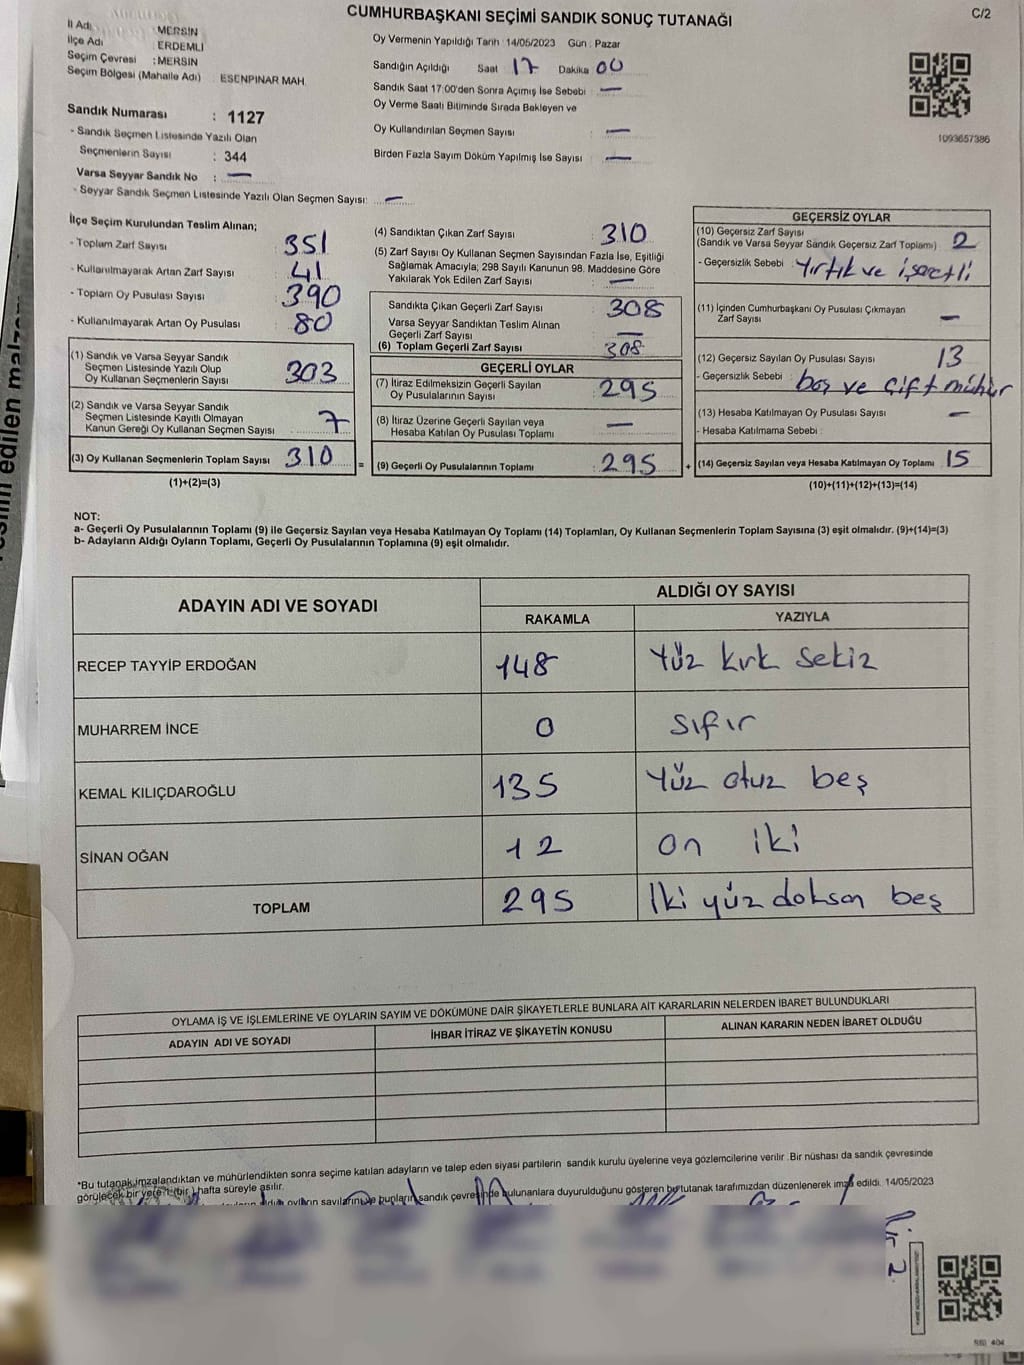 CUMHURBAŞKANI SEÇİMİ SANDIK SONUÇ TUTANAĞI
C/2
İl Adı : MERSİN
İlçe Adı : ERDEMLİ
Seçim Çevresi : MERSİN
Seçim Bölgesi (Mahalle Adı) : ESENPINAR MAH.
Sandık Numarası : 1127
- Sandık Seçmen Listesinde Yazılı Olan
Seçmenlerin Sayısı : 344
Varsa Seyyar Sandık No : —
- Seyyar Sandık Seçmen Listesinde Yazılı Olan Seçmen Sayısı: —
Oy Vermenin Yapıldığı Tarih : 14/05/2023 Gün : Pazar
Sandığın Açıldığı Saat 17 Dakika 00
Sandık Saat 17:00'den Sonra Açımış İse Sebebi : —
Oy Verme Saati Bitiminde Sırada Bekleyen ve
Oy Kullandırılan Seçmen Sayısı : —
Birden Fazla Sayım Döküm Yapılmış İse Sayısı : —
1093657386
İlçe Seçim Kurulundan Teslim Alınan;
- Toplam Zarf Sayısı 351
- Kullanılmayarak Artan Zarf Sayısı 41
- Toplam Oy Pusulası Sayısı 390
- Kullanılmayarak Artan Oy Pusulası 80
(1) Sandık ve Varsa Seyyar Sandık
Seçmen Listesinde Yazılı Olup
Oy Kullanan Seçmenlerin Sayısı 303
(2) Sandık ve Varsa Seyyar Sandık
Seçmen Listesinde Kayıtlı Olmayan
Kanun Gereği Oy Kullanan Seçmen Sayısı 7
(3) Oy Kullanan Seçmenlerin Toplam Sayısı 310 =
(1)+(2)=(3)
(4) Sandıktan Çıkan Zarf Sayısı 310
(5) Zarf Sayısı Oy Kullanan Seçmen Sayısından Fazla İse, Eşitliği
Sağlamak Amacıyla; 298 Sayılı Kanunun 98. Maddesine Göre
Yakılarak Yok Edilen Zarf Sayısı : —
Sandıkta Çıkan Geçerli Zarf Sayısı 308
Varsa Seyyar Sandıktan Teslim Alınan
Geçerli Zarf Sayısı —
(6) Toplam Geçerli Zarf Sayısı 308
GEÇERLİ OYLAR
(7) İtiraz Edilmeksizin Geçerli Sayılan
Oy Pusulalarının Sayısı : 295
(8) İtiraz Üzerine Geçerli Sayılan veya
Hesaba Katılan Oy Pusulası Toplamı : —
(9) Geçerli Oy Pusulalarının Toplamı : 295 +
GEÇERSİZ OYLAR
(10) Geçersiz Zarf Sayısı
(Sandık ve Varsa Seyyar Sandık Geçersiz Zarf Toplamı) 2
- Geçersizlik Sebebi : Yırtık ve işaretli
(11) İçinden Cumhurbaşkanı Oy Pusulası Çıkmayan
Zarf Sayısı —
(12) Geçersiz Sayılan Oy Pusulası Sayısı 13
- Geçersizlik Sebebi : boş ve çift mühür
(13) Hesaba Katılmayan Oy Pusulası Sayısı —
- Hesaba Katılmama Sebebi :
(14) Geçersiz Sayılan veya Hesaba Katılmayan Oy Toplamı 15
(10)+(11)+(12)+(13)=(14)
NOT:
a- Geçerli Oy Pusulalarının Toplamı (9) ile Geçersiz Sayılan veya Hesaba Katılmayan Oy Toplamı (14) Toplamları, Oy Kullanan Seçmenlerin Toplam Sayısına (3) eşit olmalıdır. (9)+(14)=(3)
b- Adayların Aldığı Oyların Toplamı, Geçerli Oy Pusulalarının Toplamına (9) eşit olmalıdır.
ADAYIN ADI VE SOYADI
ALDIĞI OY SAYISI
RAKAMLA YAZIYLA
RECEP TAYYİP ERDOĞAN 148 Yüz kırk sekiz
MUHARREM İNCE 0 sıfır
KEMAL KILIÇDAROĞLU 135 Yüz otuz beş
SİNAN OĞAN 12 on iki
TOPLAM 295 İki yüz doksan beş
OYLAMA İŞ VE İŞLEMLERİNE VE OYLARIN SAYIM VE DÖKÜMÜNE DAİR ŞİKAYETLERLE BUNLARA AİT KARARLARIN NELERDEN İBARET BULUNDUKLARI
ADAYIN ADI VE SOYADI İHBAR İTİRAZ VE ŞİKAYETİN KONUSU ALINAN KARARIN NEDEN İBARET OLDUĞU
*Bu tutanak imzalandıktan ve mühürlendikten sonra seçime katılan adayların ve talep eden siyasi partilerin sandık kurulu üyelerine veya gözlemcilerine verilir. Bir nüshası da sandık çevresinde
görülecek bir yere 1 (bir) hafta süreyle asılır.
oyların sayılarını ve bunların sandık çevresinde bulunanlara duyurulduğunu gösteren bu tutanak tarafımızdan düzenlenerek imza edildi. 14/05/2023
edilen